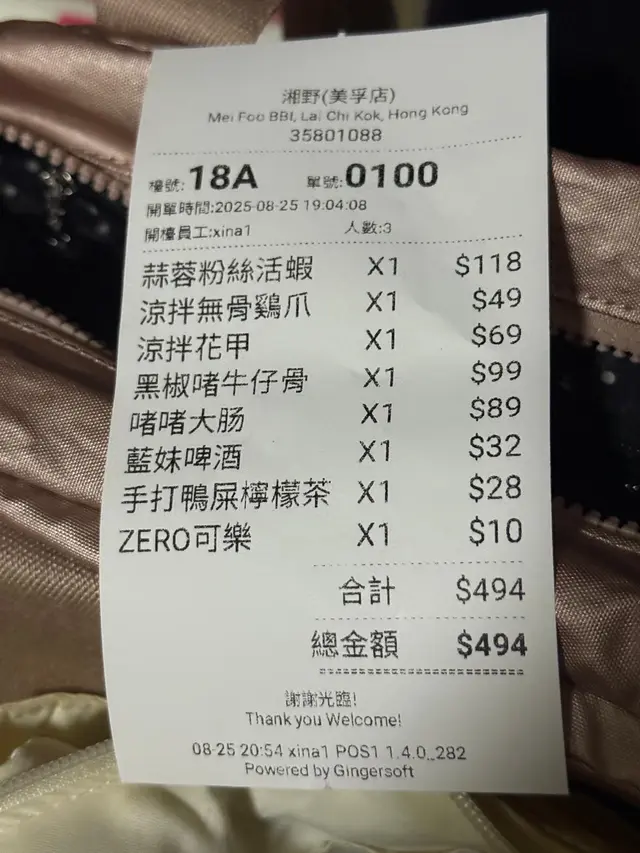 湘野(美孚店)
Mei Foo BBI, Lai Chi Kok, Hong Kong
35801088
檯號:18A 單號:0100
開單時間:2025-08-25 19:04:08
開檯員工:xina1 人數:3
蒜蓉粉絲活蝦 X1 $118
涼拌無骨鷄爪 X1 $49
涼拌花甲 X1 $69
黑椒啫牛仔骨 X1 $99
啫啫大肠 X1 $89
藍妹啤酒 X1 $32
手打鴨屎檸檬茶 X1 $28
ZERO可樂 X1 $10
合計 $494
總金額 $494
謝謝光臨!
Thank you Welcome!
08-25 20:54 xina1 POS1 1.4.0_282
Powered by Gingersoft